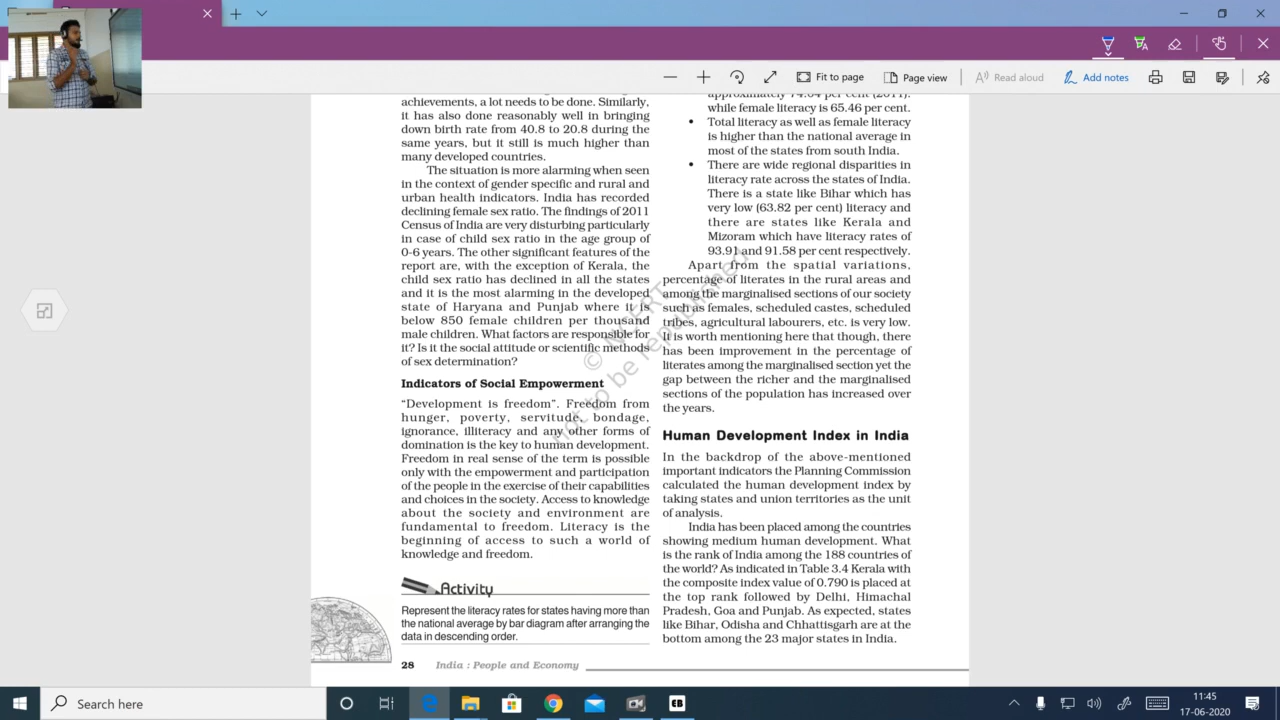 Fit to page
Page view
Read aloud
Add notes
achievements, a lot needs to be done. Similarly,
it has also done reasonably well in bringing
down birth rate from 40.8 to 20.8 during the
same years, but it still is much higher than
many developed countries.
The situation is more alarming when seen
in the context of gender specific and rural and
urban health indicators. India has recorded
declining female sex ratio. The findings of 2011
Census of India are very disturbing particularly
in case of child sex ratio in the age group of
0-6 years. The other significant features of the
report are, with the exception of Kerala, the
child sex ratio has declined in all the states
and it is the most alarming in the developed
state of Haryana and Punjab where it is
below 850 female children per thousand
male children. What factors are responsible for
it? Is it the social attitude or scientific methods
of sex determination?
Indicators of Social Empowerment
“Development is freedom”. Freedom from
hunger, poverty, servitude, bondage,
ignorance, illiteracy and any other forms of
domination is the key to human development.
Freedom in real sense of the term is possible
only with the empowerment and participation
of the people in the exercise of their capabilities
and choices in the society. Access to knowledge
about the society and environment are
fundamental to freedom. Literacy is the
beginning of access to such a world of
knowledge and freedom.
Activity
Represent the literacy rates for states having more than
the national average by bar diagram after arranging the
data in descending order.
28 India : People and Economy
approximately 74.04 per cent (2011)
while female literacy is 65.46 per cent.
• Total literacy as well as female literacy
is higher than the national average in
most of the states from south India.
• There are wide regional disparities in
literacy rate across the states of India.
There is a state like Bihar which has
very low (63.82 per cent) literacy and
there are states like Kerala and
Mizoram which have literacy rates of
93.91 and 91.58 per cent respectively.
Apart from the spatial variations,
percentage of literates in the rural areas and
among the marginalised sections of our society
such as females, scheduled castes, scheduled
tribes, agricultural labourers, etc. is very low.
It is worth mentioning here that though, there
has been improvement in the percentage of
literates among the marginalised section yet the
gap between the richer and the marginalised
sections of the population has increased over
the years.
Human Development Index in India
In the backdrop of the above-mentioned
important indicators the Planning Commission
calculated the human development index by
taking states and union territories as the unit
of analysis.
India has been placed among the countries
showing medium human development. What
is the rank of India among the 188 countries of
the world? As indicated in Table 3.4 Kerala with
the composite index value of 0.790 is placed at
the top rank followed by Delhi, Himachal
Pradesh, Goa and Punjab. As expected, states
like Bihar, Odisha and Chhattisgarh are at the
bottom among the 23 major states in India.
© NCERT
not to be republished
Search here
EB
11:45
17-06-2020